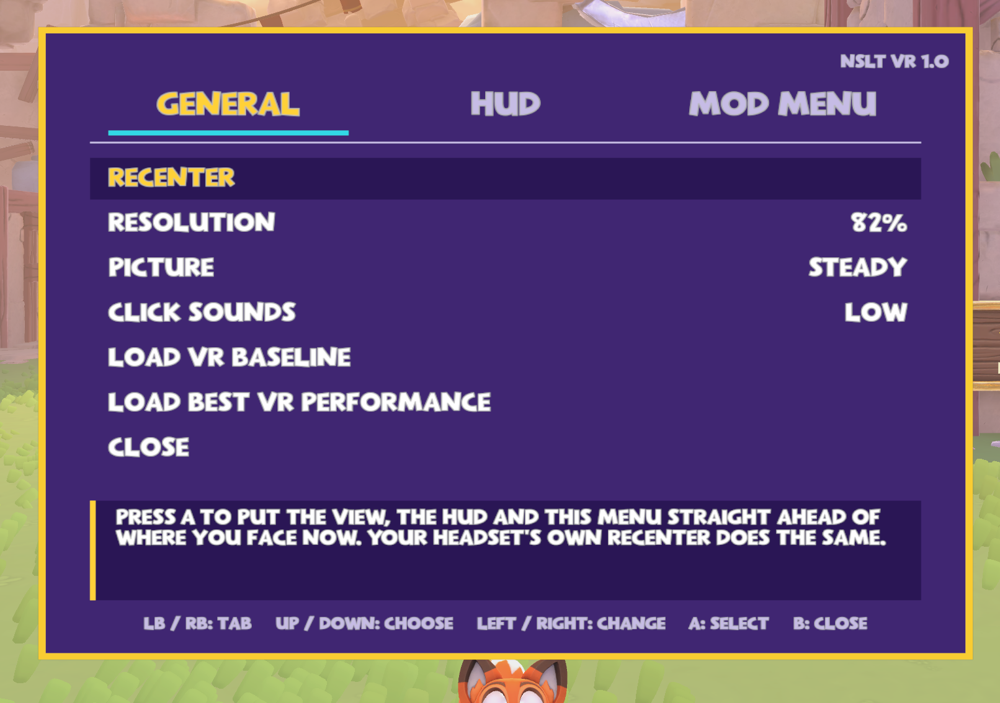 NSLT VR 1.0
GENERAL HUD MOD MENU
RECENTER
RESOLUTION 82%
PICTURE STEADY
CLICK SOUNDS LOW
LOAD VR BASELINE
LOAD BEST VR PERFORMANCE
CLOSE
PRESS A TO PUT THE VIEW, THE HUD AND THIS MENU STRAIGHT AHEAD OF
WHERE YOU FACE NOW. YOUR HEADSET'S OWN RECENTER DOES THE SAME.
LB / RB: TAB UP / DOWN: CHOOSE LEFT / RIGHT: CHANGE A: SELECT B: CLOSE